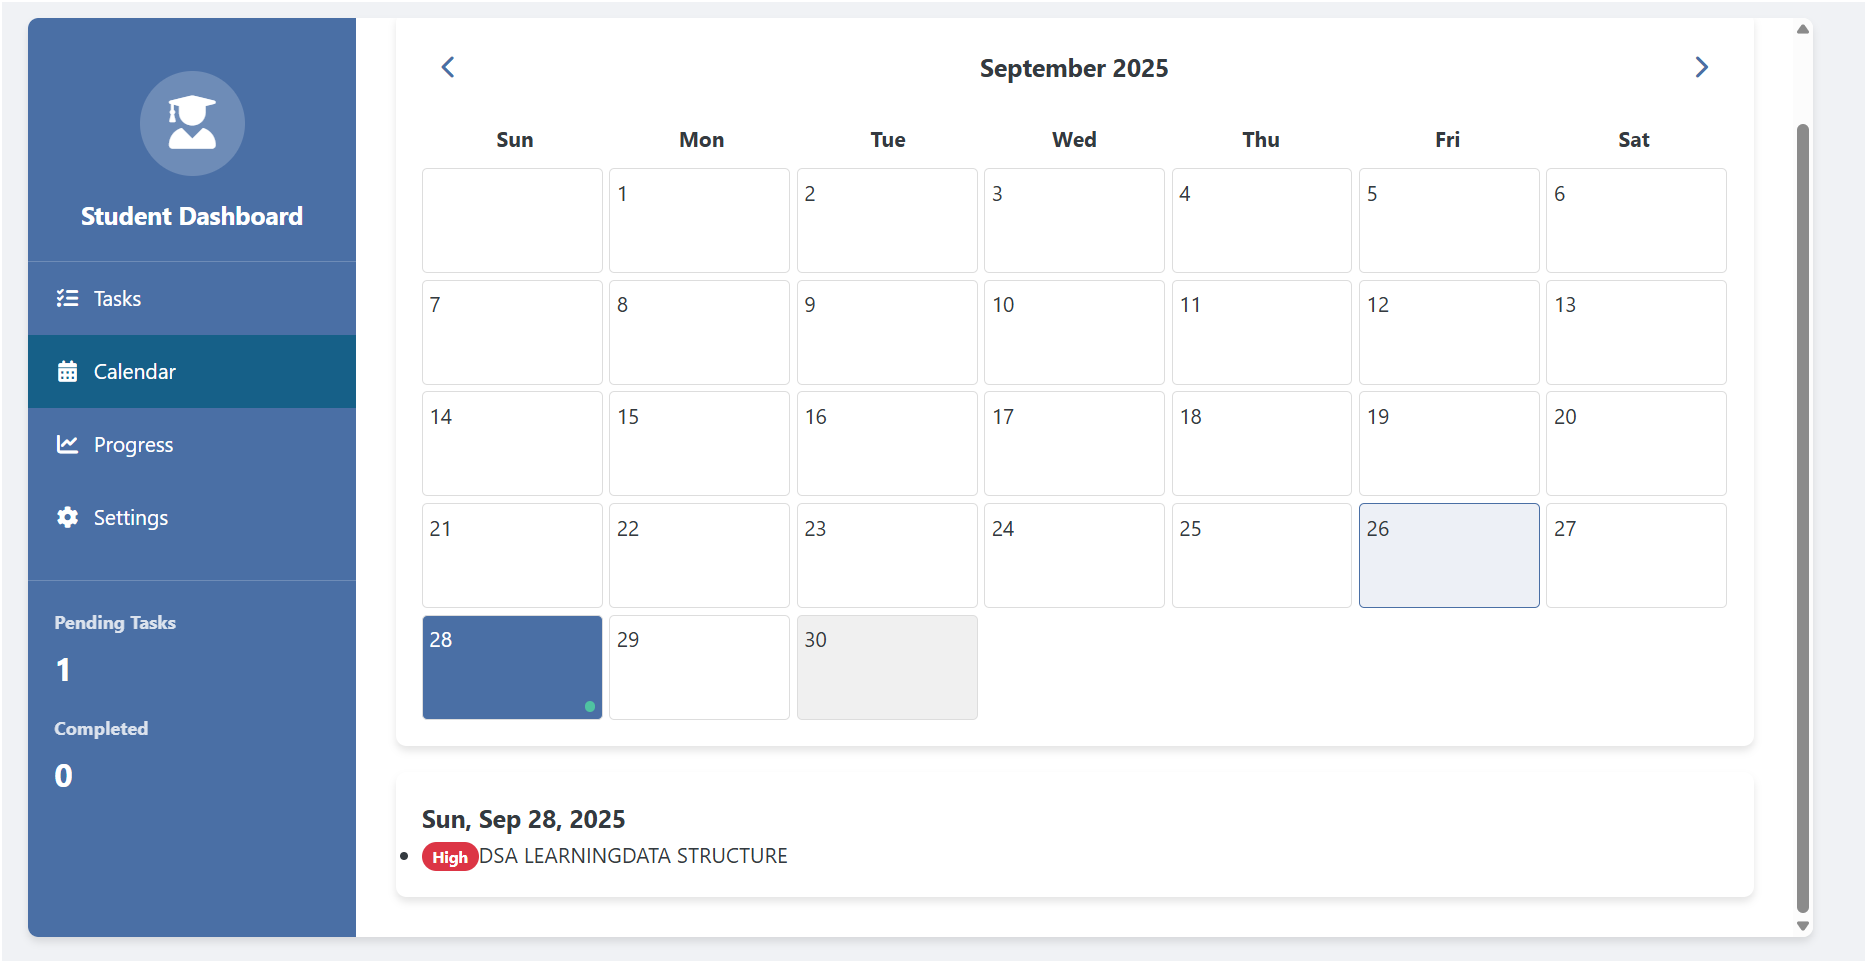 Student Dashboard
Tasks
Calendar
Progress
Settings
Pending Tasks
1
Completed
0
September 2025
Sun Mon Tue Wed Thu Fri Sat
1 2 3 4 5 6
7 8 9 10 11 12 13
14 15 16 17 18 19 20
21 22 23 24 25 26 27
28 29 30
Sun, Sep 28, 2025
High DSA LEARNINGDATA STRUCTURE